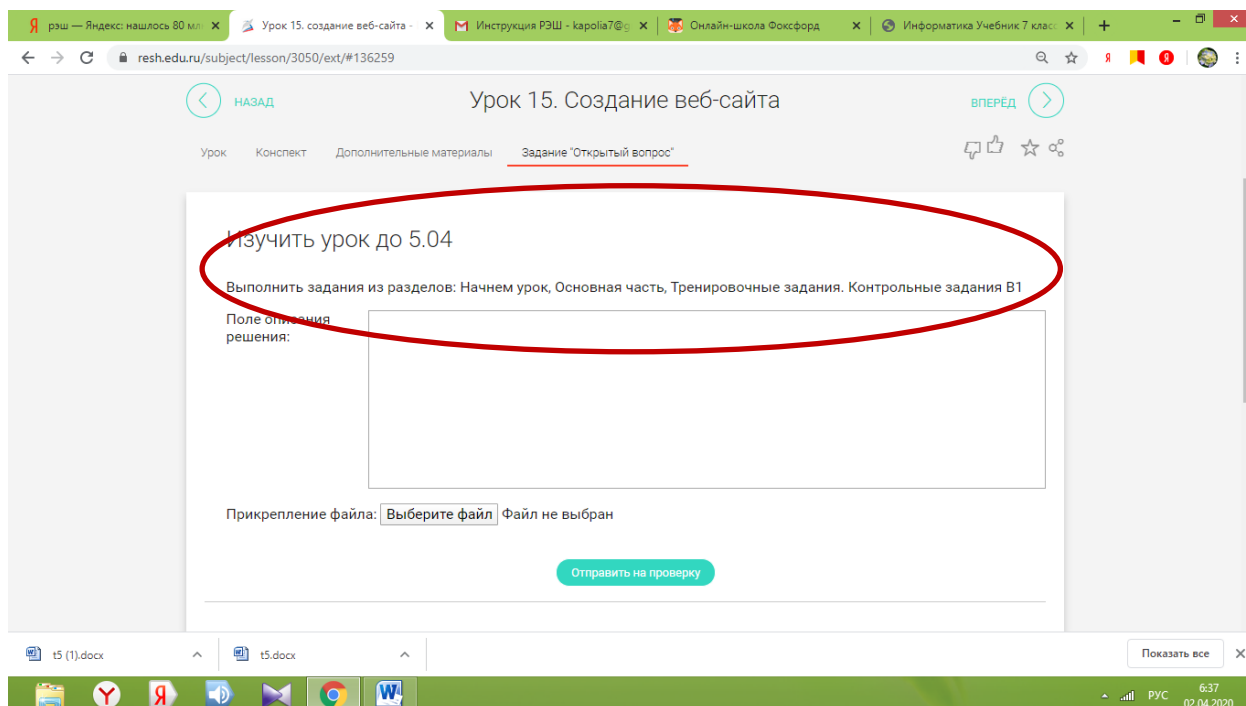 рэш — Яндекс: нашлось 80 мл
Урок 15. создание веб-сайта -
Инструкция РЭШ - kapolia7@g
Онлайн-школа Фоксфорд
Информатика Учебник 7 класс
resh.edu.ru/subject/lesson/3050/ext/#136259
НАЗАД
Урок 15. Создание веб-сайта
ВПЕРЁД
Урок
Конспект
Дополнительные материалы
Задание "Открытый вопрос"
Изучить урок до 5.04
Выполнить задания из разделов: Начнем урок, Основная часть, Тренировочные задания. Контрольные задания В1
Поле описания
решения:
Прикрепление файла: Выберите файл Файл не выбран
Отправить на проверку
t5 (1).docx
t5.docx
Показать все
РУС
6:37
02.04.2020